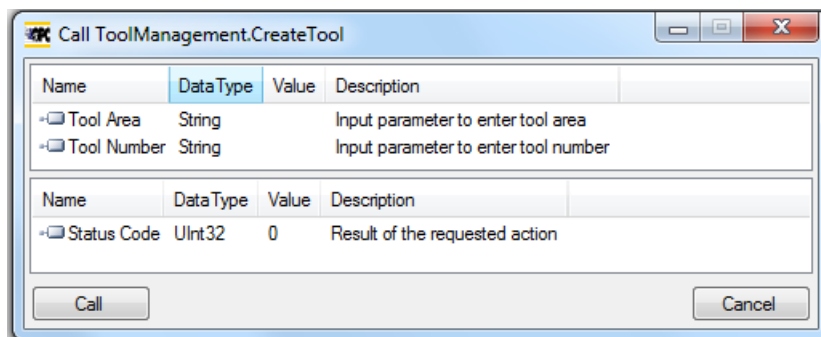 Call ToolManagement.CreateTool
Name DataType Value Description
Tool Area String Input parameter to enter tool area
Tool Number String Input parameter to enter tool number
Name DataType Value Description
Status Code UInt32 0 Result of the requested action
Call Cancel